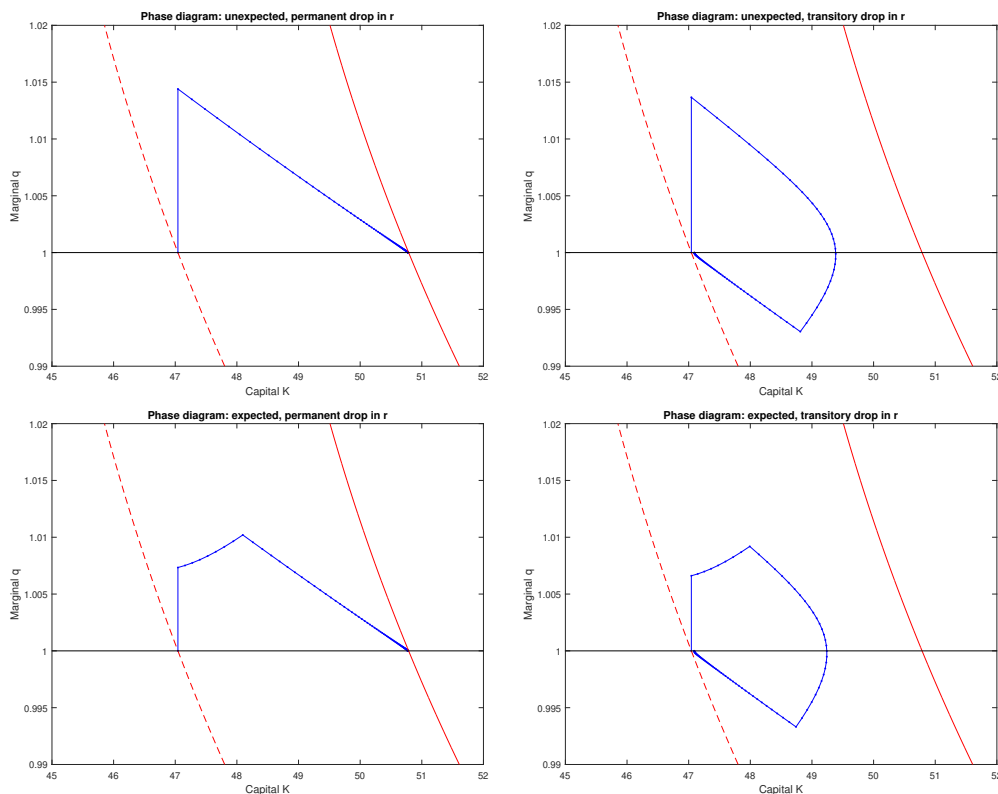 Phase diagram: unexpected, permanent drop in r
1.02
1.015
1.01
1.005
1
0.995
0.99
Marginal q
45 46 47 48 49 50 51 52
Capital K
Phase diagram: unexpected, transitory drop in r
1.02
1.015
1.01
1.005
1
0.995
0.99
Marginal q
45 46 47 48 49 50 51 52
Capital K
Phase diagram: expected, permanent drop in r
1.02
1.015
1.01
1.005
1
0.995
0.99
Marginal q
45 46 47 48 49 50 51 52
Capital K
Phase diagram: expected, transitory drop in r
1.02
1.015
1.01
1.005
1
0.995
0.99
Marginal q
45 46 47 48 49 50 51 52
Capital K